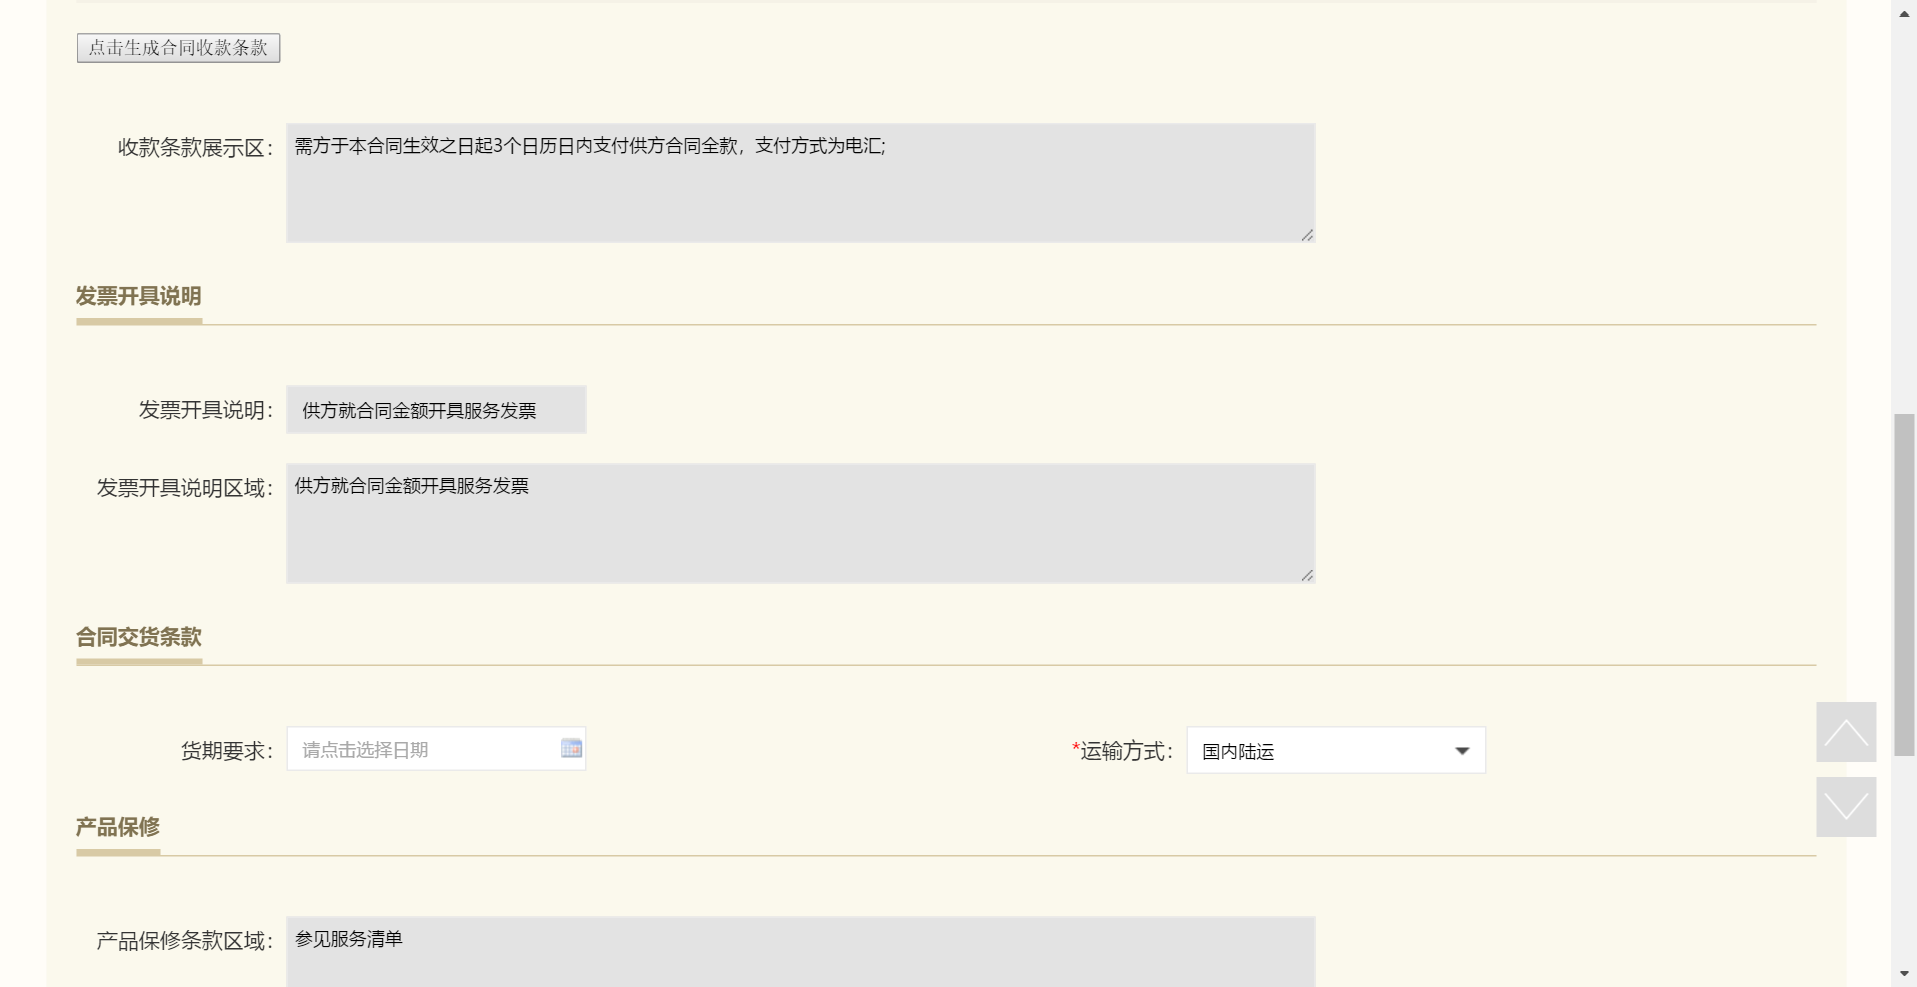 点击生成合同收款条款
收款条款展示区：
需方于本合同生效之日起3个日历日内支付供方合同全款，支付方式为电汇;
发票开具说明
发票开具说明：
供方就合同金额开具服务发票
发票开具说明区域：
供方就合同金额开具服务发票
合同交货条款
货期要求：
请点击选择日期
*运输方式：
国内陆运
产品保修
产品保修条款区域：
参见服务清单